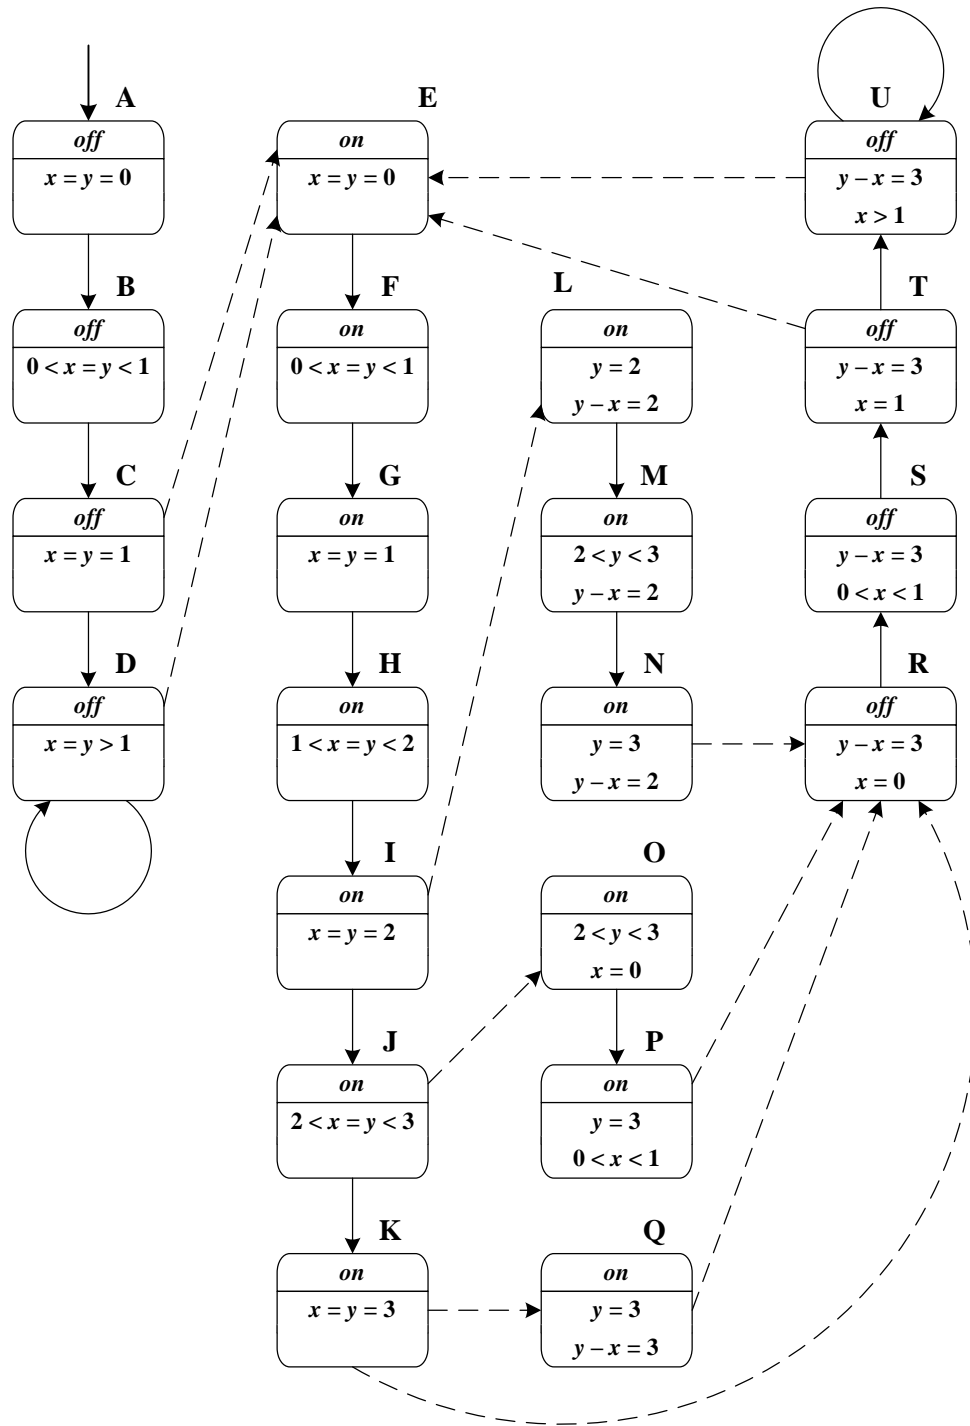 A
off
x = y = 0
B
off
0 < x = y < 1
C
off
x = y = 1
D
off
x = y > 1
E
on
x = y = 0
F
on
0 < x = y < 1
G
on
x = y = 1
H
on
1 < x = y < 2
I
on
x = y = 2
J
on
2 < x = y < 3
K
on
x = y = 3
L
on
y = 2
y − x = 2
M
on
2 < y < 3
y − x = 2
N
on
y = 3
y − x = 2
O
on
2 < y < 3
x = 0
P
on
y = 3
0 < x < 1
Q
on
y = 3
y − x = 3
U
off
y − x = 3
x > 1
T
off
y − x = 3
x = 1
S
off
y − x = 3
0 < x < 1
R
off
y − x = 3
x = 0